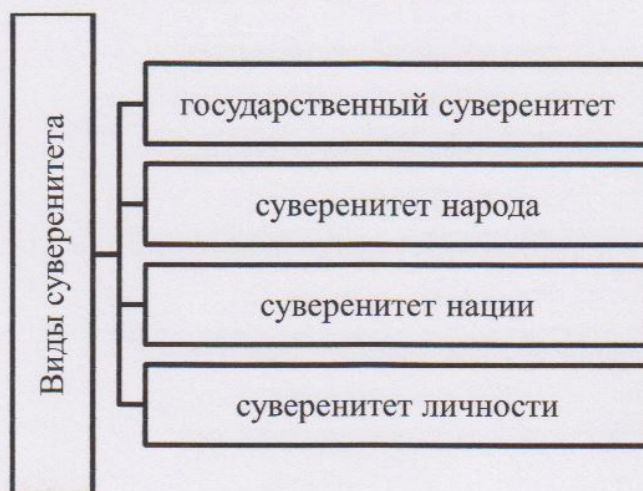 Виды суверенитета
государственный суверенитет
суверенитет народа
суверенитет нации
суверенитет личности